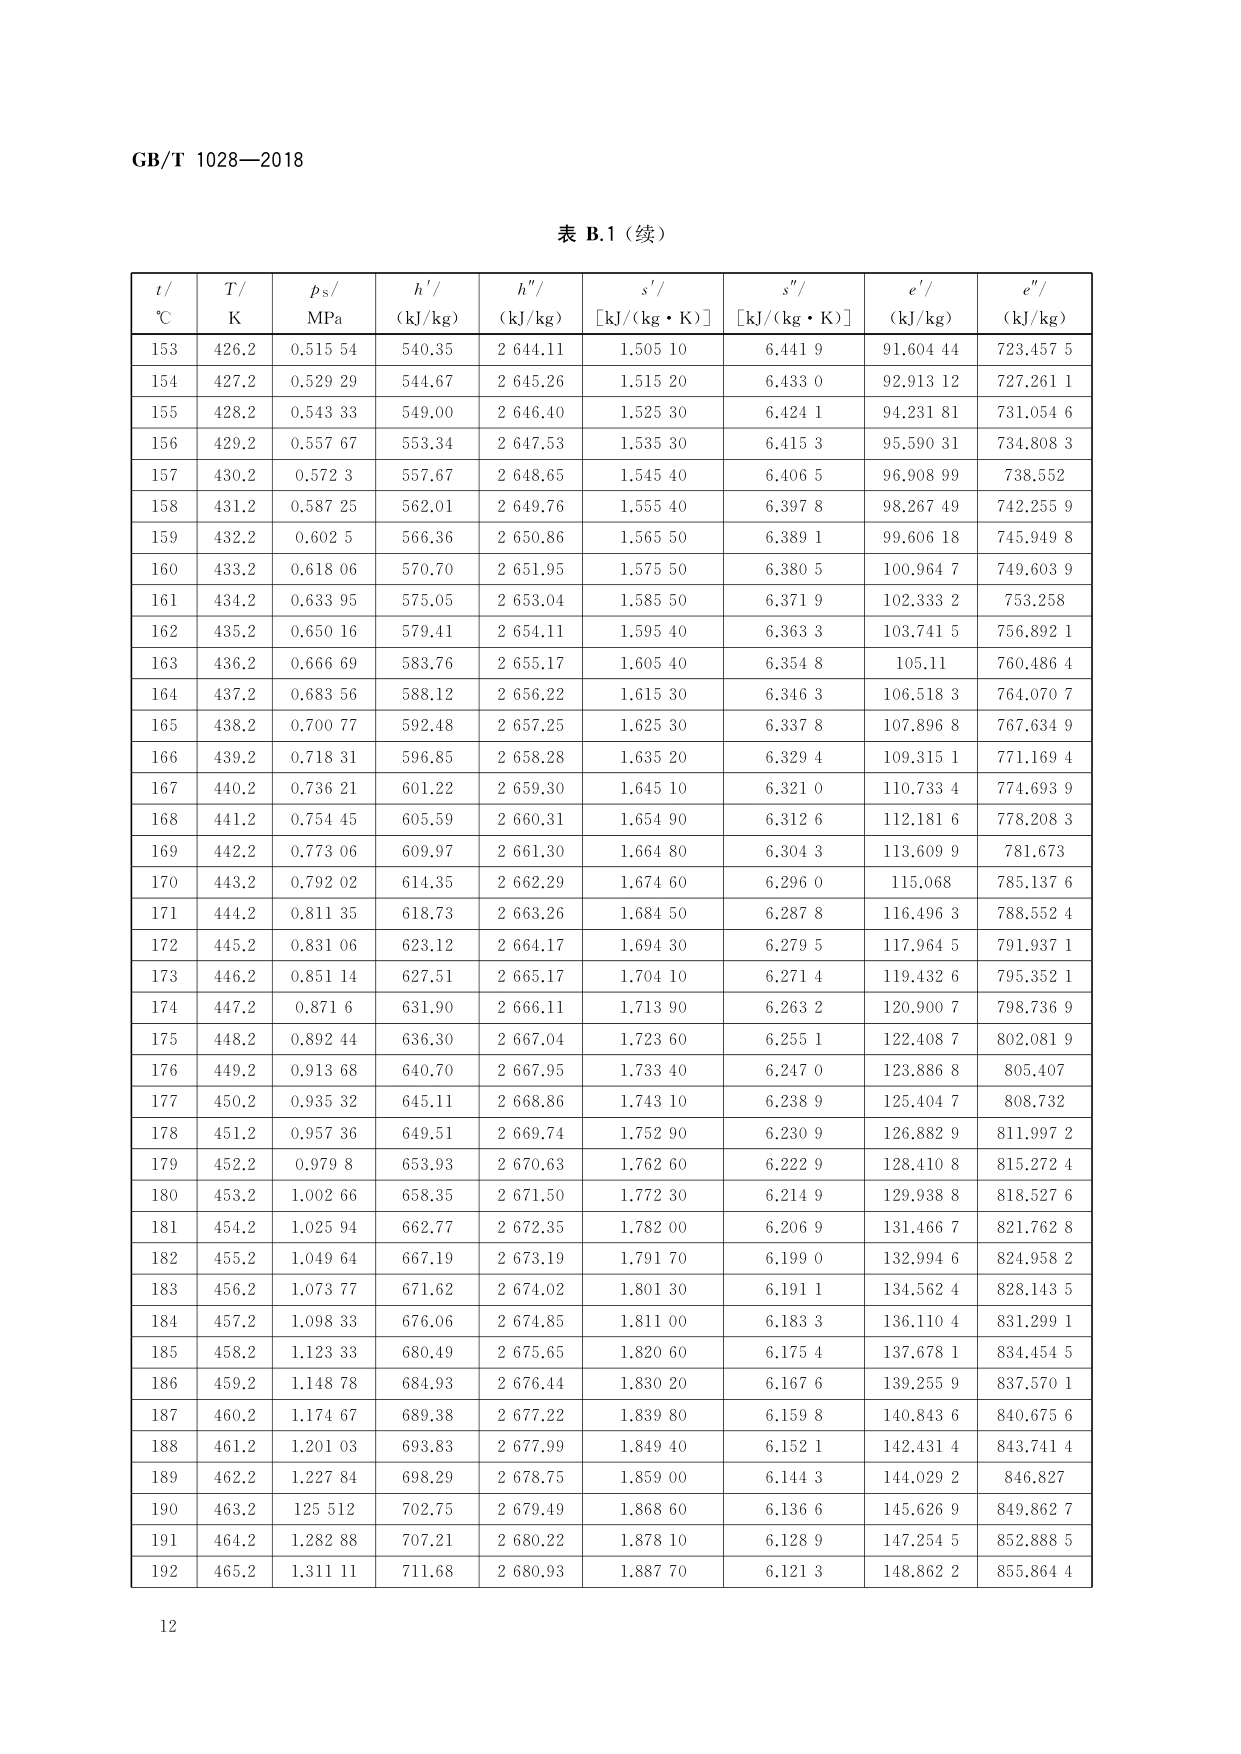 GB/T 1028—2018
表 B.1（续）
t/ T/ ps/ h′/ h″/ s′/ s″/ e′/ e″/
℃ K MPa (kJ/kg) (kJ/kg) [kJ/(kg·K)] [kJ/(kg·K)] (kJ/kg) (kJ/kg)
153 426.2 0.515 54 540.35 2 644.11 1.505 10 6.441 9 91.604 44 723.457 5
154 427.2 0.529 29 544.67 2 645.26 1.515 20 6.433 0 92.913 12 727.261 1
155 428.2 0.543 33 549.00 2 646.40 1.525 30 6.424 1 94.231 81 731.054 6
156 429.2 0.557 67 553.34 2 647.53 1.535 30 6.415 3 95.590 31 734.808 3
157 430.2 0.572 3 557.67 2 648.65 1.545 40 6.406 5 96.908 99 738.552
158 431.2 0.587 25 562.01 2 649.76 1.555 40 6.397 8 98.267 49 742.255 9
159 432.2 0.602 5 566.36 2 650.86 1.565 50 6.389 1 99.606 18 745.949 8
160 433.2 0.618 06 570.70 2 651.95 1.575 50 6.380 5 100.964 7 749.603 9
161 434.2 0.633 95 575.05 2 653.04 1.585 50 6.371 9 102.333 2 753.258
162 435.2 0.650 16 579.41 2 654.11 1.595 40 6.363 3 103.741 5 756.892 1
163 436.2 0.666 69 583.76 2 655.17 1.605 40 6.354 8 105.11 760.486 4
164 437.2 0.683 56 588.12 2 656.22 1.615 30 6.346 3 106.518 3 764.070 7
165 438.2 0.700 77 592.48 2 657.25 1.625 30 6.337 8 107.896 8 767.634 9
166 439.2 0.718 31 596.85 2 658.28 1.635 20 6.329 4 109.315 1 771.169 4
167 440.2 0.736 21 601.22 2 659.30 1.645 10 6.321 0 110.733 4 774.693 9
168 441.2 0.754 45 605.59 2 660.31 1.654 90 6.312 6 112.181 6 778.208 3
169 442.2 0.773 06 609.97 2 661.30 1.664 80 6.304 3 113.609 9 781.673
170 443.2 0.792 02 614.35 2 662.29 1.674 60 6.296 0 115.068 785.137 6
171 444.2 0.811 35 618.73 2 663.26 1.684 50 6.287 8 116.496 3 788.552 4
172 445.2 0.831 06 623.12 2 664.17 1.694 30 6.279 5 117.964 5 791.937 1
173 446.2 0.851 14 627.51 2 665.17 1.704 10 6.271 4 119.432 6 795.352 1
174 447.2 0.871 6 631.90 2 666.11 1.713 90 6.263 2 120.900 7 798.736 9
175 448.2 0.892 44 636.30 2 667.04 1.723 60 6.255 1 122.408 7 802.081 9
176 449.2 0.913 68 640.70 2 667.95 1.733 40 6.247 0 123.886 8 805.407
177 450.2 0.935 32 645.11 2 668.86 1.743 10 6.238 9 125.404 7 808.732
178 451.2 0.957 36 649.51 2 669.74 1.752 90 6.230 9 126.882 9 811.997 2
179 452.2 0.979 8 653.93 2 670.63 1.762 60 6.222 9 128.410 8 815.272 4
180 453.2 1.002 66 658.35 2 671.50 1.772 30 6.214 9 129.938 8 818.527 6
181 454.2 1.025 94 662.77 2 672.35 1.782 00 6.206 9 131.466 7 821.762 8
182 455.2 1.049 64 667.19 2 673.19 1.791 70 6.199 0 132.994 6 824.958 2
183 456.2 1.073 77 671.62 2 674.02 1.801 30 6.191 1 134.562 4 828.143 5
184 457.2 1.098 33 676.06 2 674.85 1.811 00 6.183 3 136.110 4 831.299 1
185 458.2 1.123 33 680.49 2 675.65 1.820 60 6.175 4 137.678 1 834.454 5
186 459.2 1.148 78 684.93 2 676.44 1.830 20 6.167 6 139.255 9 837.570 1
187 460.2 1.174 67 689.38 2 677.22 1.839 80 6.159 8 140.843 6 840.675 6
188 461.2 1.201 03 693.83 2 677.99 1.849 40 6.152 1 142.431 4 843.741 4
189 462.2 1.227 84 698.29 2 678.75 1.859 00 6.144 3 144.029 2 846.827
190 463.2 125 512 702.75 2 679.49 1.868 60 6.136 6 145.626 9 849.862 7
191 464.2 1.282 88 707.21 2 680.22 1.878 10 6.128 9 147.254 5 852.888 5
192 465.2 1.311 11 711.68 2 680.93 1.887 70 6.121 3 148.862 2 855.864 4
12